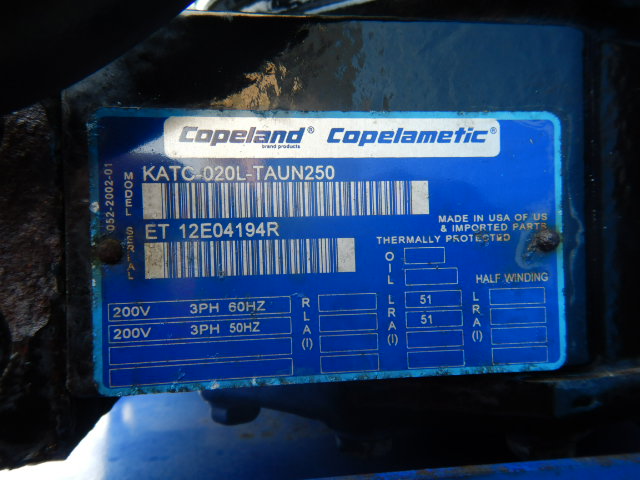 Copeland® Copelametic®
brand products
052-2002-01
MODEL KATC-020L-TAUN250
SERIAL ET 12E04194R
MADE IN USA OF US
& IMPORTED PARTS
THERMALLY PROTECTED
OIL
HALF WINDING
200V 3PH 60HZ
200V 3PH 50HZ
RLA(I)
LRA(I)
51
51
LRA(I)